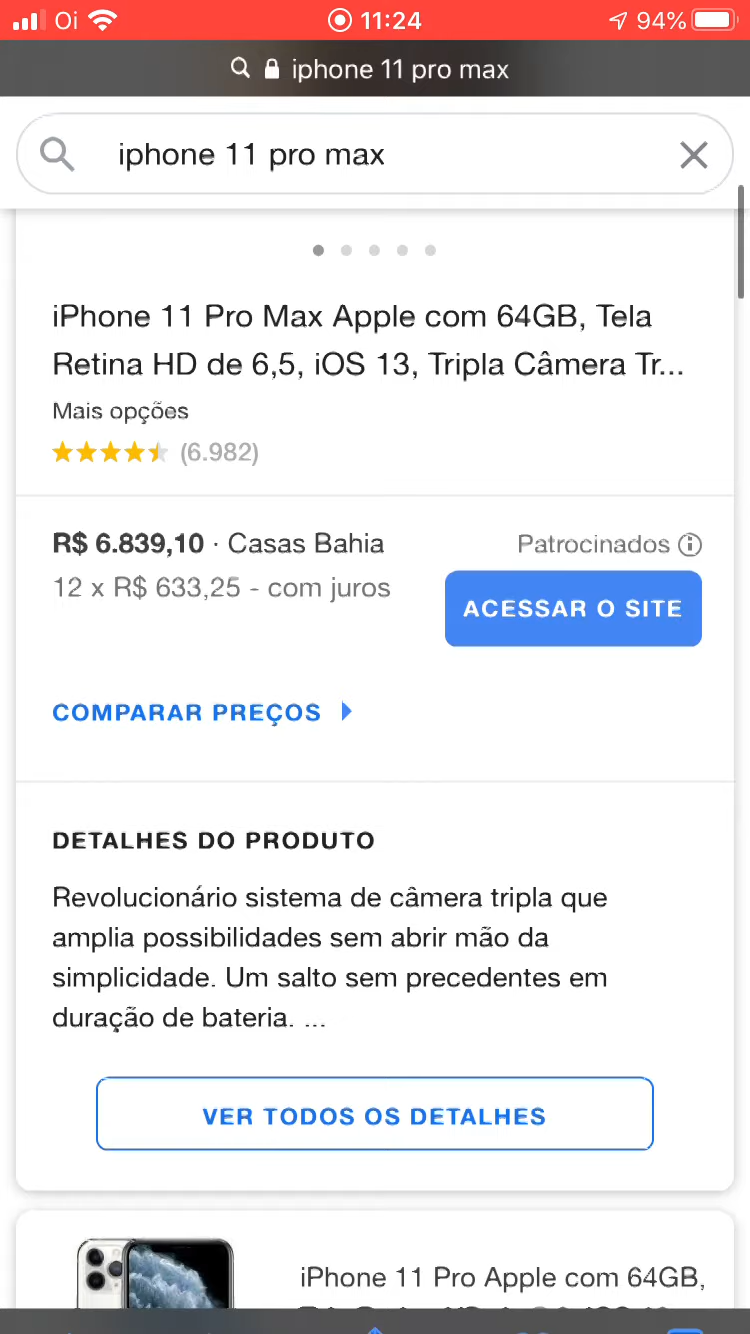 Oi 11:24 94%
iphone 11 pro max
iphone 11 pro max
iPhone 11 Pro Max Apple com 64GB, Tela
Retina HD de 6,5, iOS 13, Tripla Câmera Tr...
Mais opções
(6.982)
R$ 6.839,10 · Casas Bahia
Patrocinados
12 x R$ 633,25 - com juros
ACESSAR O SITE
COMPARAR PREÇOS
DETALHES DO PRODUTO
Revolucionário sistema de câmera tripla que
amplia possibilidades sem abrir mão da
simplicidade. Um salto sem precedentes em
duração de bateria. ...
VER TODOS OS DETALHES
iPhone 11 Pro Apple com 64GB,